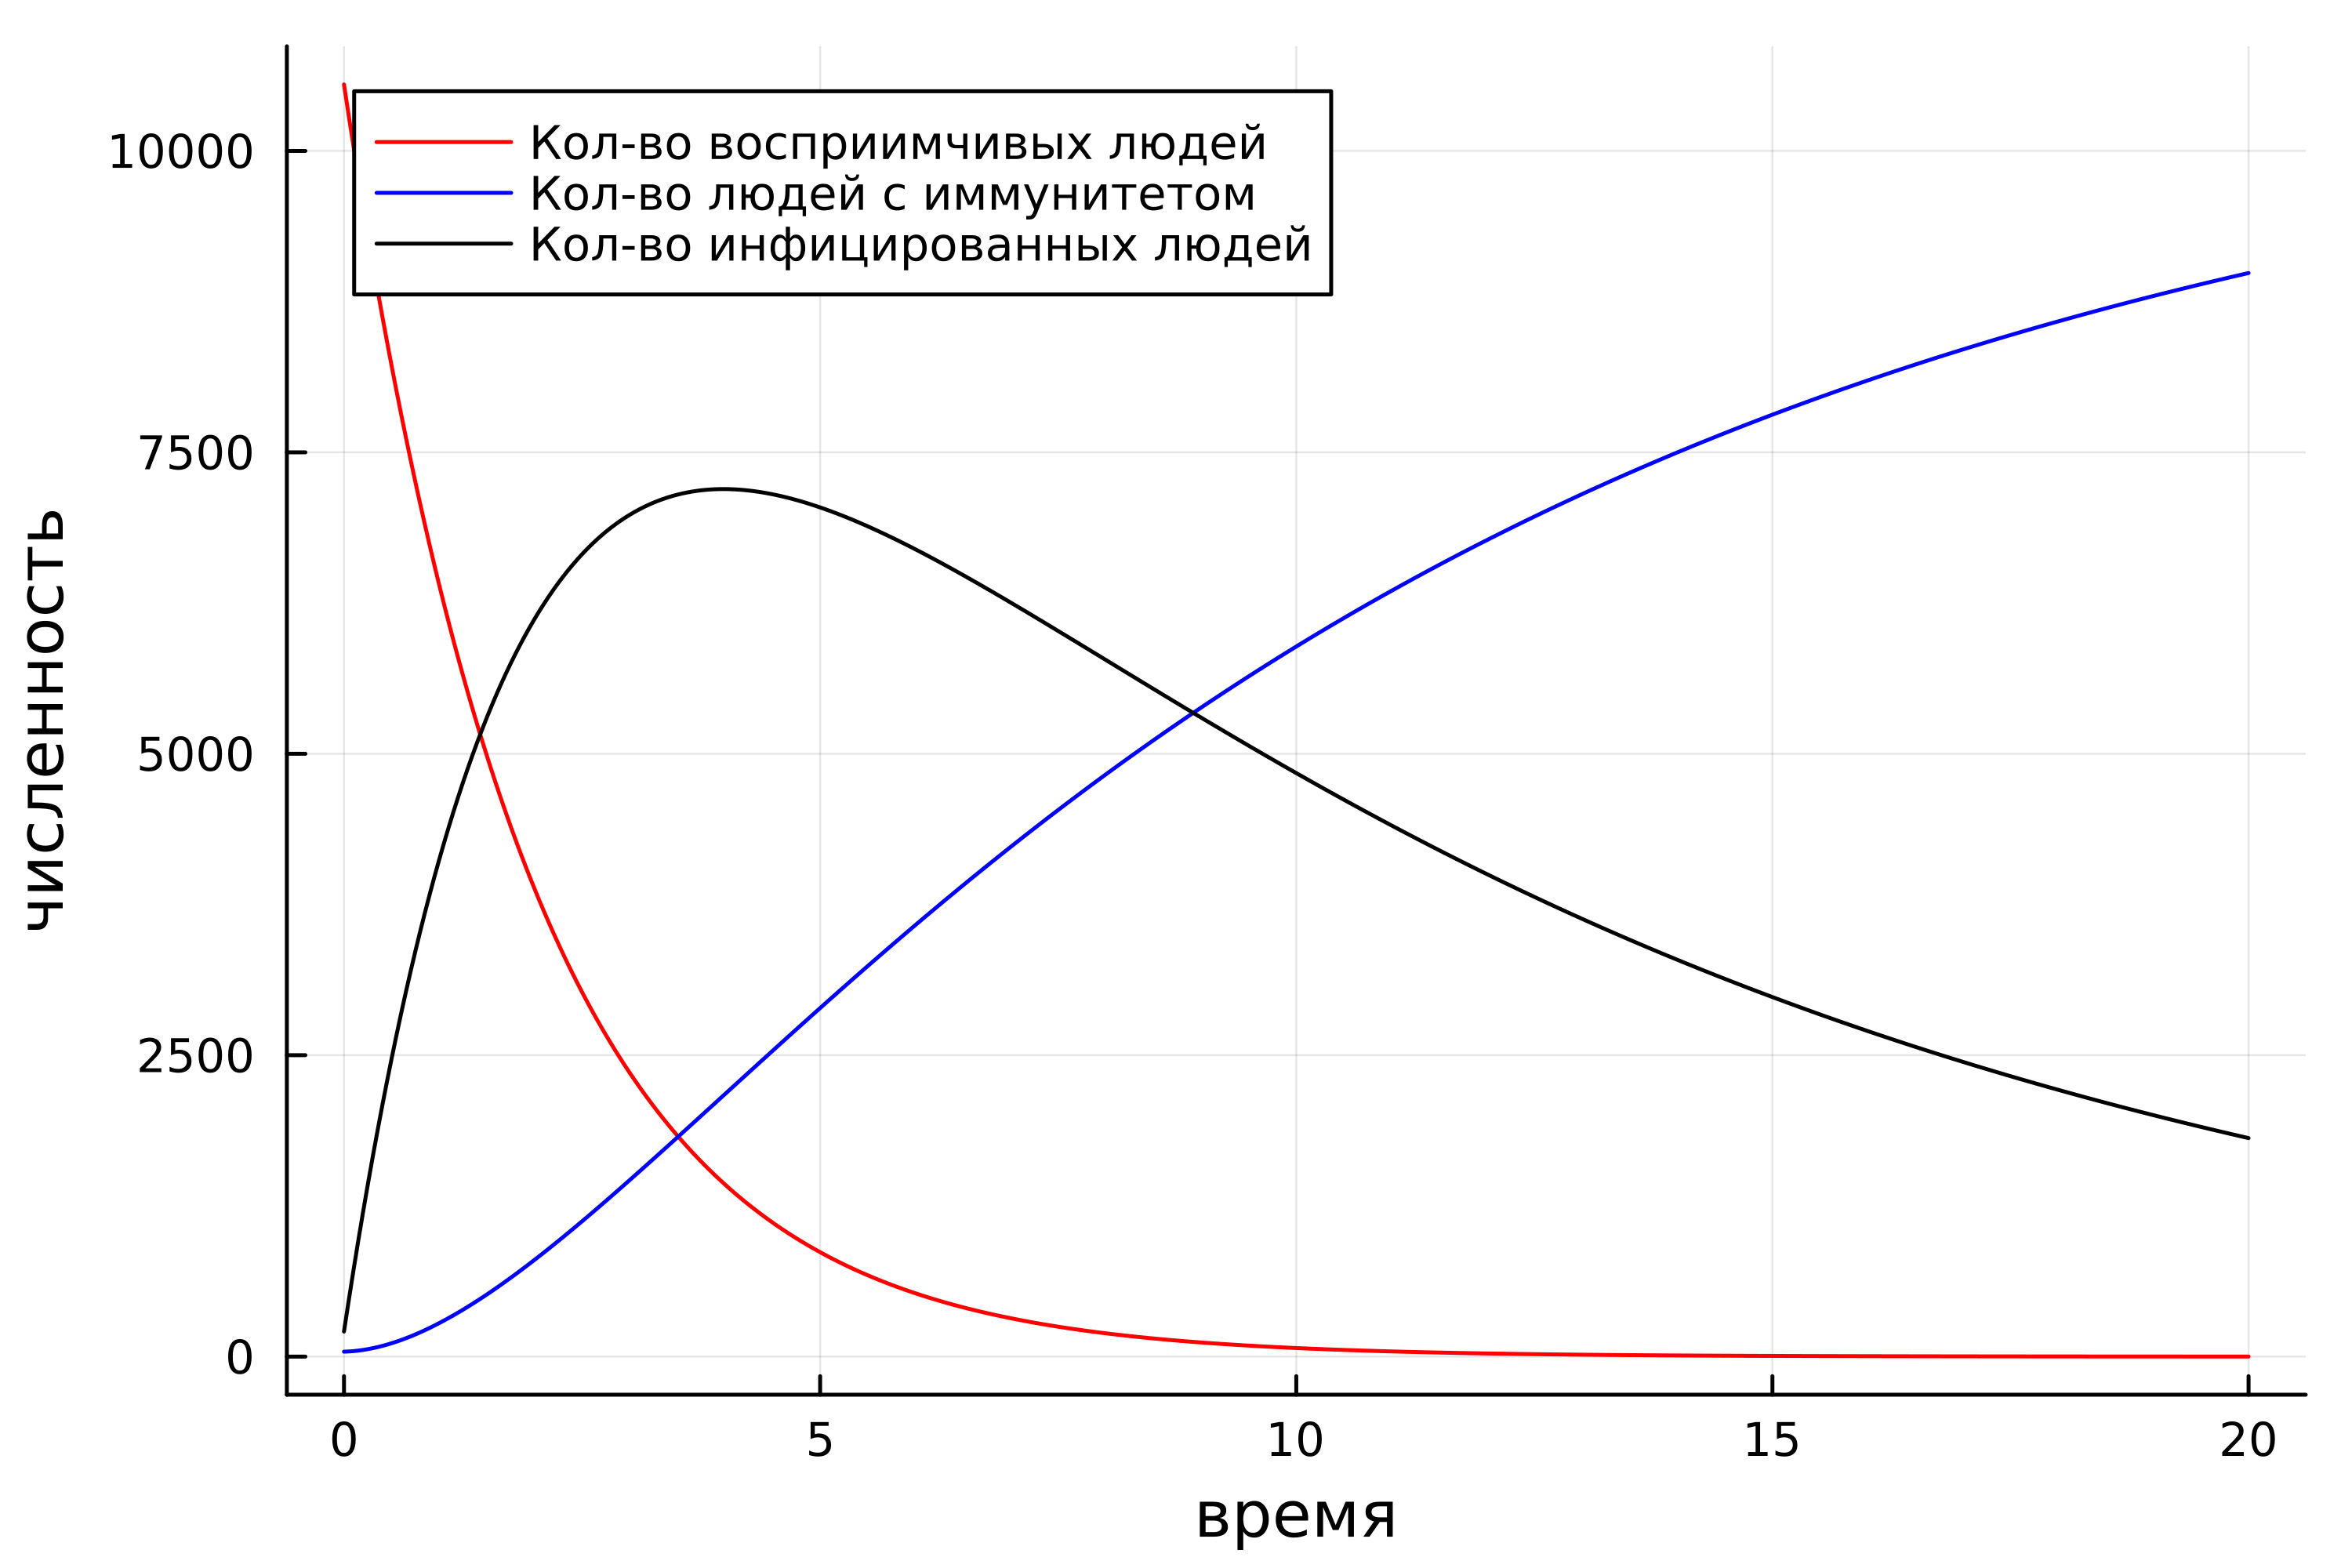 Кол-во восприимчивых людей
Кол-во людей с иммунитетом
Кол-во инфицированных людей
10000
7500
5000
2500
0
численность
0 5 10 15 20
время